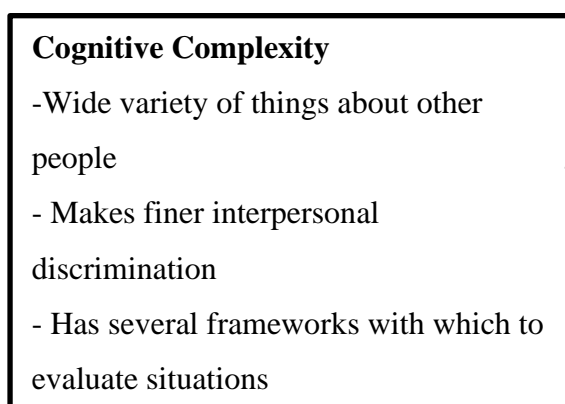 Cognitive Complexity
-Wide variety of things about other
people
- Makes finer interpersonal
discrimination
- Has several frameworks with which to
evaluate situations